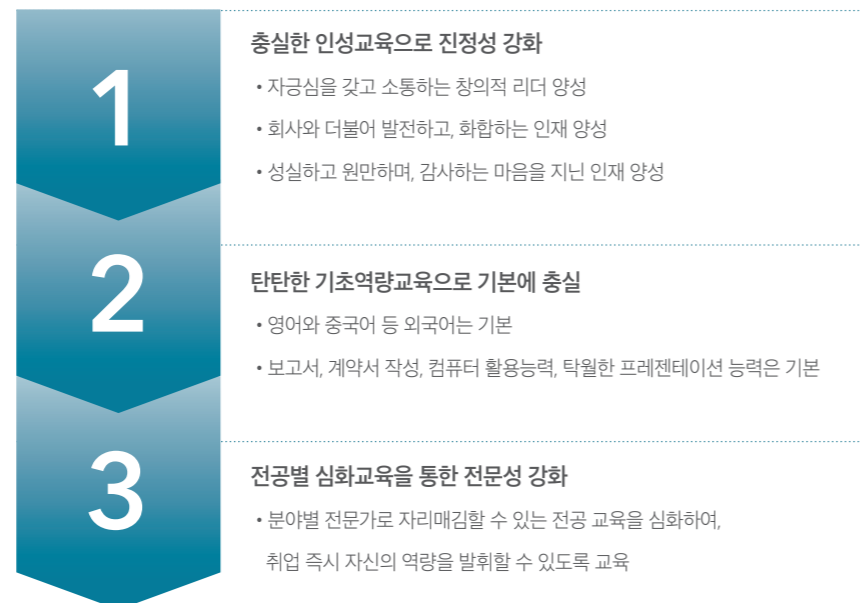 1
충실한 인성교육으로 진정성 강화
• 자긍심을 갖고 소통하는 창의적 리더 양성
• 회사와 더불어 발전하고, 화합하는 인재 양성
• 성실하고 원만하며, 감사하는 마음을 지닌 인재 양성
2
탄탄한 기초역량교육으로 기본에 충실
• 영어와 중국어 등 외국어는 기본
• 보고서, 계약서 작성, 컴퓨터 활용능력, 탁월한 프레젠테이션 능력은 기본
3
전공별 심화교육을 통한 전문성 강화
• 분야별 전문가로 자리매김할 수 있는 전공 교육을 심화하여,
취업 즉시 자신의 역량을 발휘할 수 있도록 교육